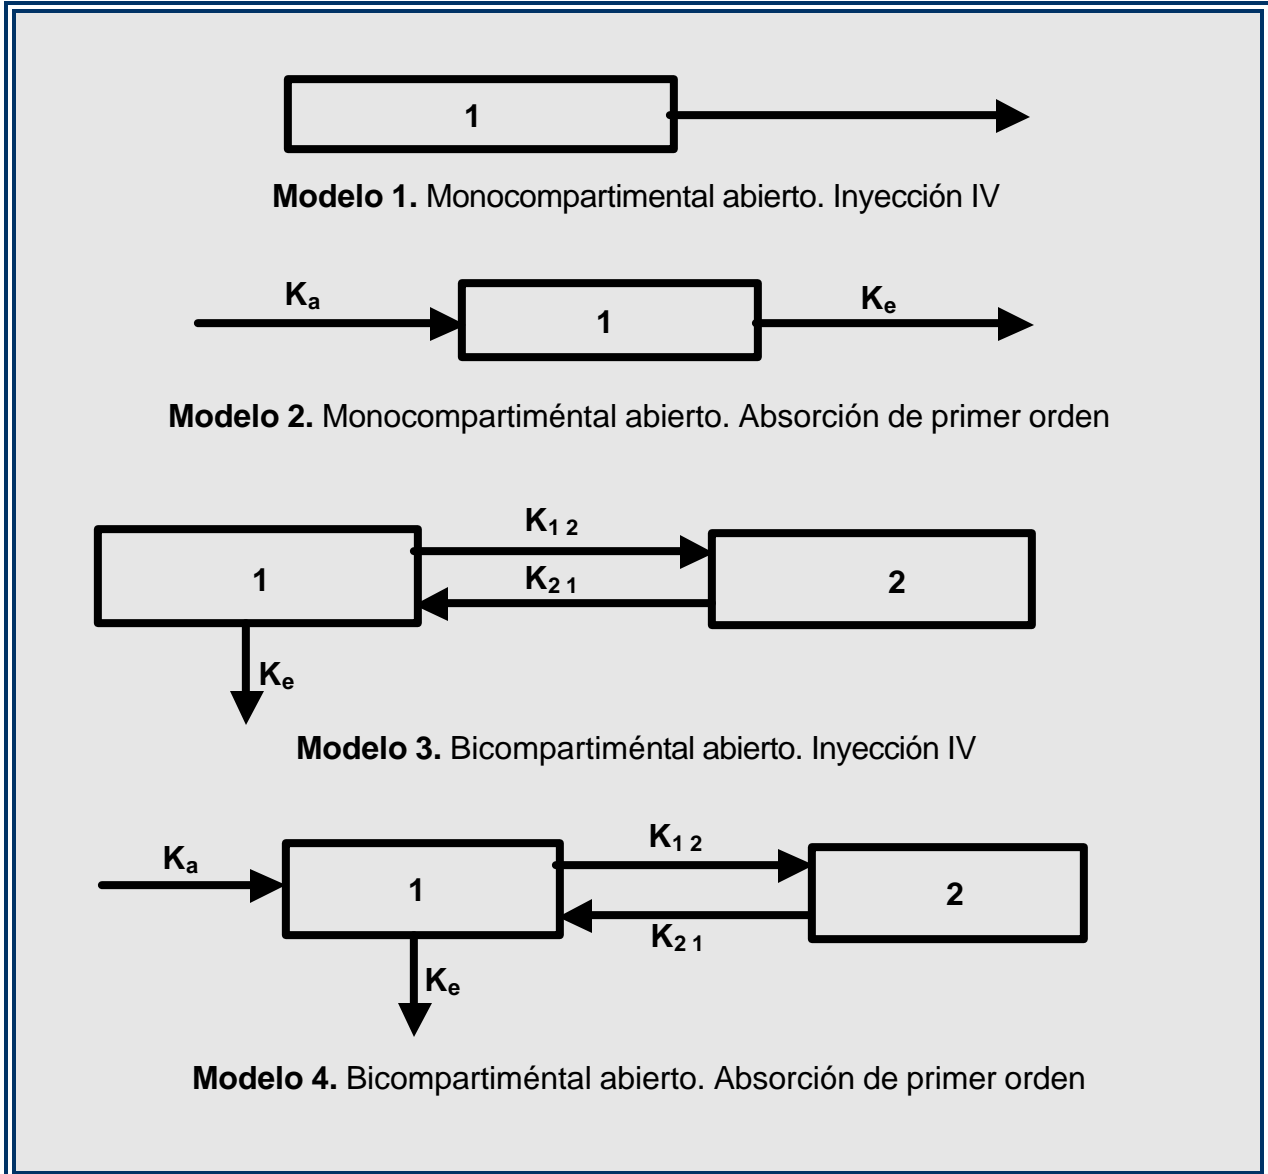 1
Modelo 1. Monocompartimental abierto. Inyección IV
Ka
1
Ke
Modelo 2. Monocompartiméntal abierto. Absorción de primer orden
K1 2
1
K2 1
2
Ke
Modelo 3. Bicompartiméntal abierto. Inyección IV
Ka
1
K1 2
K2 1
2
Ke
Modelo 4. Bicompartiméntal abierto. Absorción de primer orden